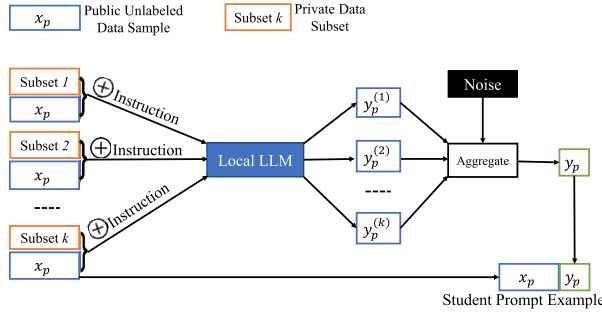 x_p Public Unlabeled Data Sample
Subset k Private Data Subset
Subset 1
x_p
Instruction
Subset 2
x_p
Instruction
----
Subset k
x_p
Instruction
Local LLM
y_p^{(1)}
y_p^{(2)}
----
y_p^{(k)}
Noise
Aggregate
y_p
x_p y_p
Student Prompt Example